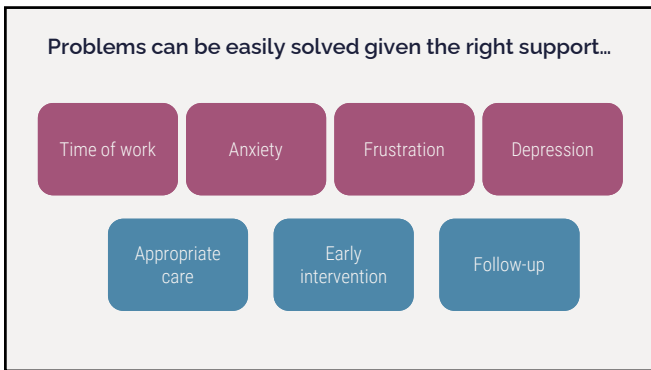 Problems can be easily solved given the right support…
Time of work
Anxiety
Frustration
Depression
Appropriate
care
Early
intervention
Follow-up